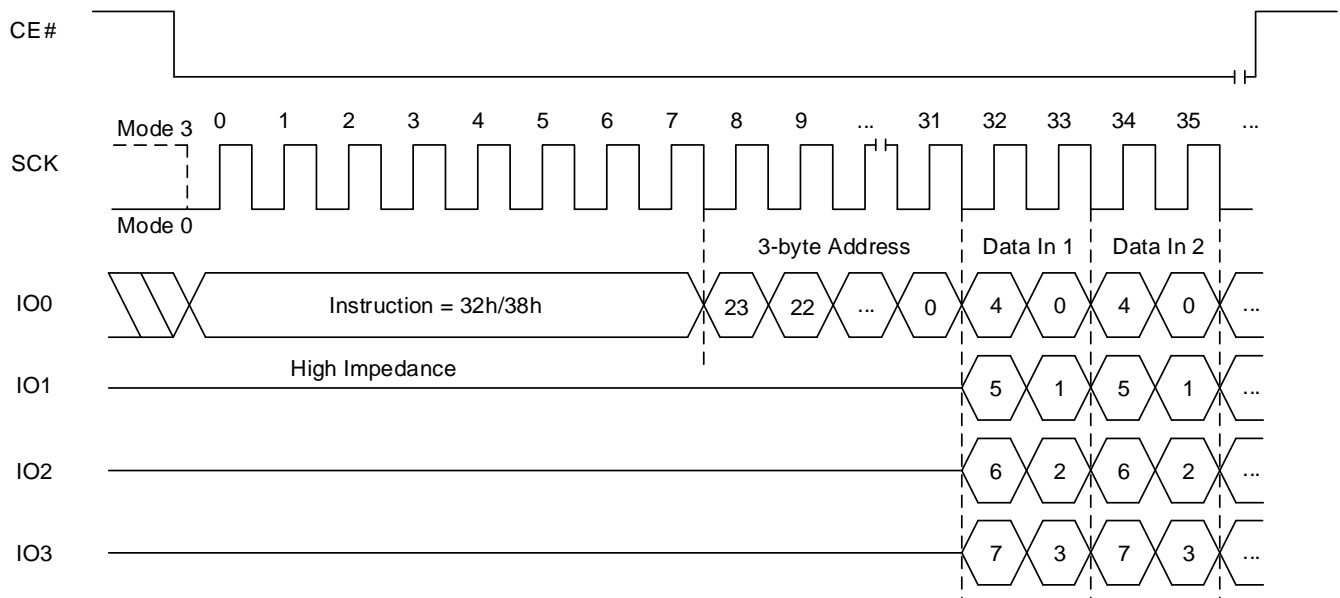 CE#
Mode 3 0 1 2 3 4 5 6 7 8 9 ... 31 32 33 34 35 ...
SCK
Mode 0
3-byte Address Data In 1 Data In 2
IO0 Instruction = 32h/38h 23 22 ... 0 4 0 4 0 ...
High Impedance
IO1 5 1 5 1 ...
IO2 6 2 6 2 ...
IO3 7 3 7 3 ...